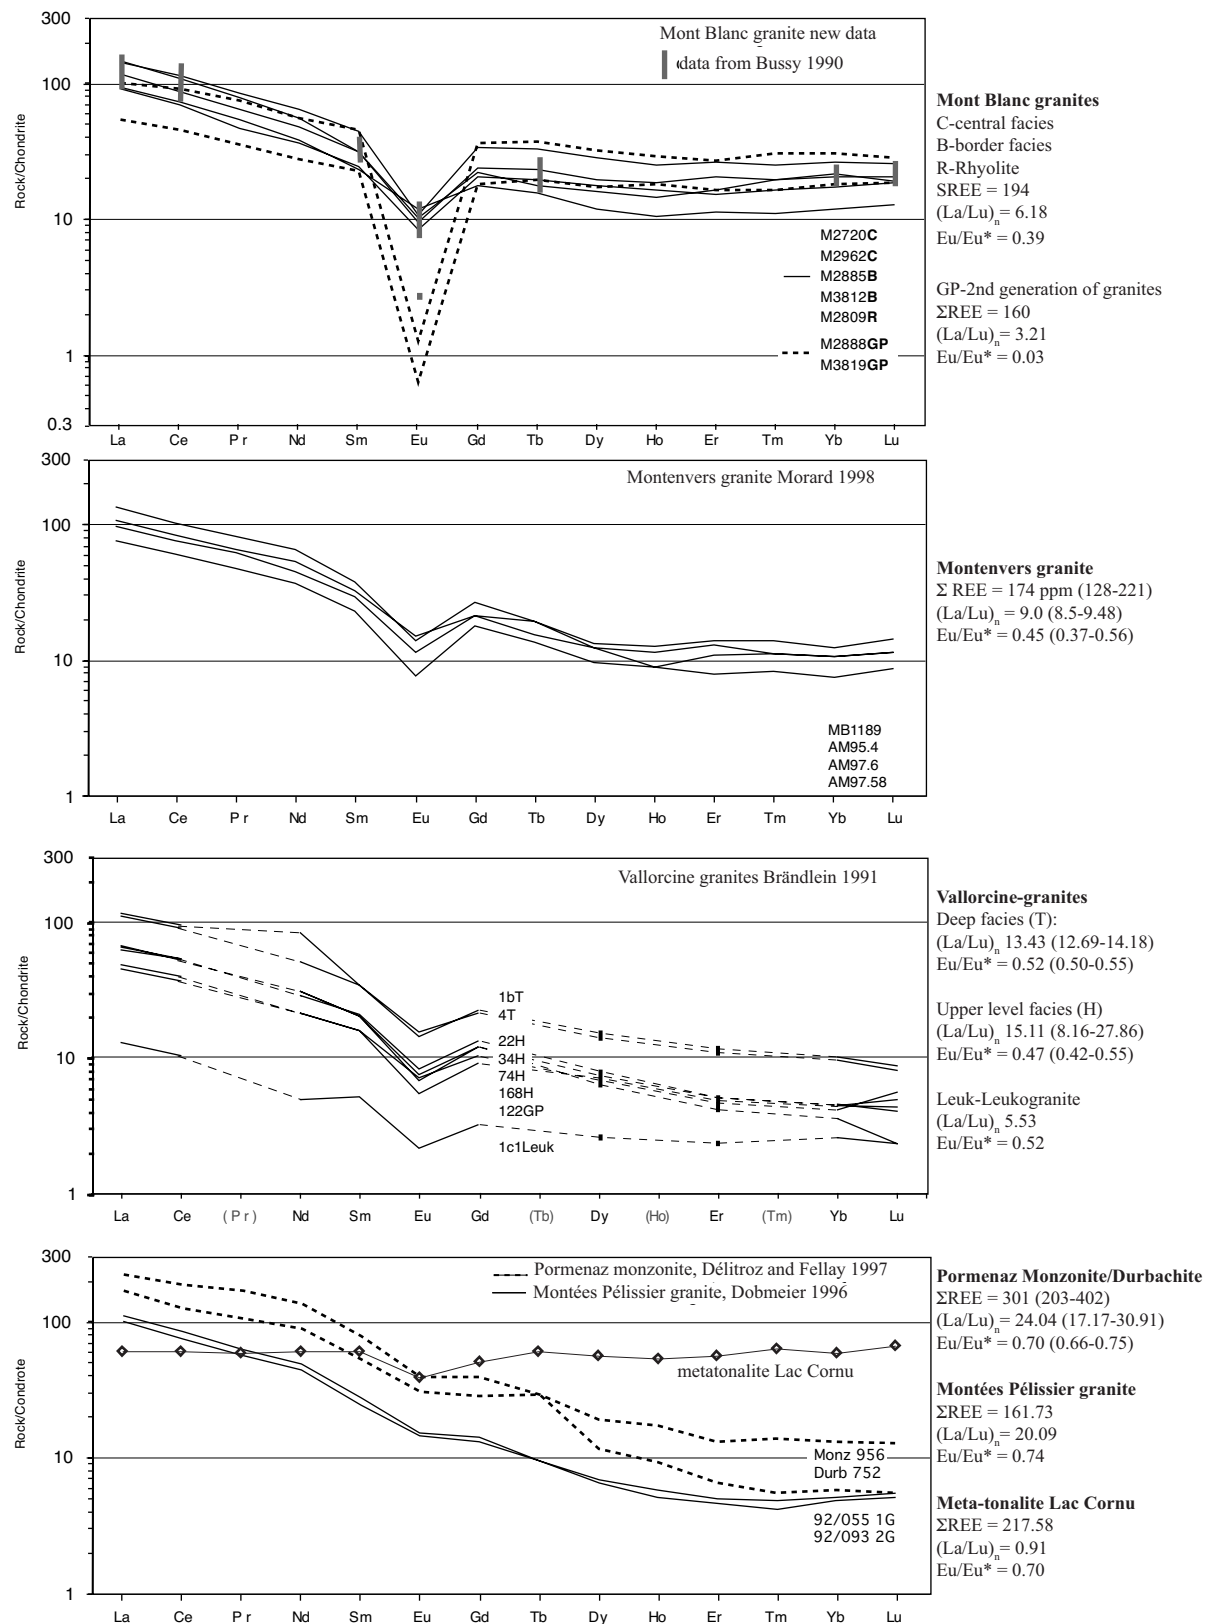 300
100
10
1
0.3
Rock/Chondrite
Mont Blanc granite new data
data from Bussy 1990
M2720C
M2962C
M2885B
M3812B
M2809R
M2888GP
M3819GP
La Ce Pr Nd Sm Eu Gd Tb Dy Ho Er Tm Yb Lu
Mont Blanc granites
C-central facies
B-border facies
R-Rhyolite
SREE = 194
(La/Lu)n = 6.18
Eu/Eu* = 0.39
GP-2nd generation of granites
ΣREE = 160
(La/Lu)n = 3.21
Eu/Eu* = 0.03
300
100
10
1
Rock/Chondrite
Montenvers granite Morard 1998
MB1189
AM95.4
AM97.6
AM97.58
La Ce Pr Nd Sm Eu Gd Tb Dy Ho Er Tm Yb Lu
Montenvers granite
Σ REE = 174 ppm (128-221)
(La/Lu)n = 9.0 (8.5-9.48)
Eu/Eu* = 0.45 (0.37-0.56)
300
100
10
1
Rock/Chondrite
Vallorcine granites Brändlein 1991
1bT
4T
22H
34H
74H
168H
122GP
1c1Leuk
La Ce (Pr) Nd Sm Eu Gd (Tb) Dy (Ho) Er (Tm) Yb Lu
Vallorcine-granites
Deep facies (T):
(La/Lu)n 13.43 (12.69-14.18)
Eu/Eu* = 0.52 (0.50-0.55)
Upper level facies (H)
(La/Lu)n 15.11 (8.16-27.86)
Eu/Eu* = 0.47 (0.42-0.55)
Leuk-Leukogranite
(La/Lu)n 5.53
Eu/Eu* = 0.52
300
100
10
1
Rock/Condrote
Pormenaz monzonite, Délitroz and Fellay 1997
Montées Pélissier granite, Dobmeier 1996
metatonalite Lac Cornu
Monz 956
Durb 752
92/055 1G
92/093 2G
La Ce Pr Nd Sm Eu Gd Tb Dy Ho Er Tm Yb Lu
Pormenaz Monzonite/Durbachite
ΣREE = 301 (203-402)
(La/Lu)n = 24.04 (17.17-30.91)
Eu/Eu* = 0.70 (0.66-0.75)
Montées Pélissier granite
ΣREE = 161.73
(La/Lu)n = 20.09
Eu/Eu* = 0.74
Meta-tonalite Lac Cornu
ΣREE = 217.58
(La/Lu)n = 0.91
Eu/Eu* = 0.70